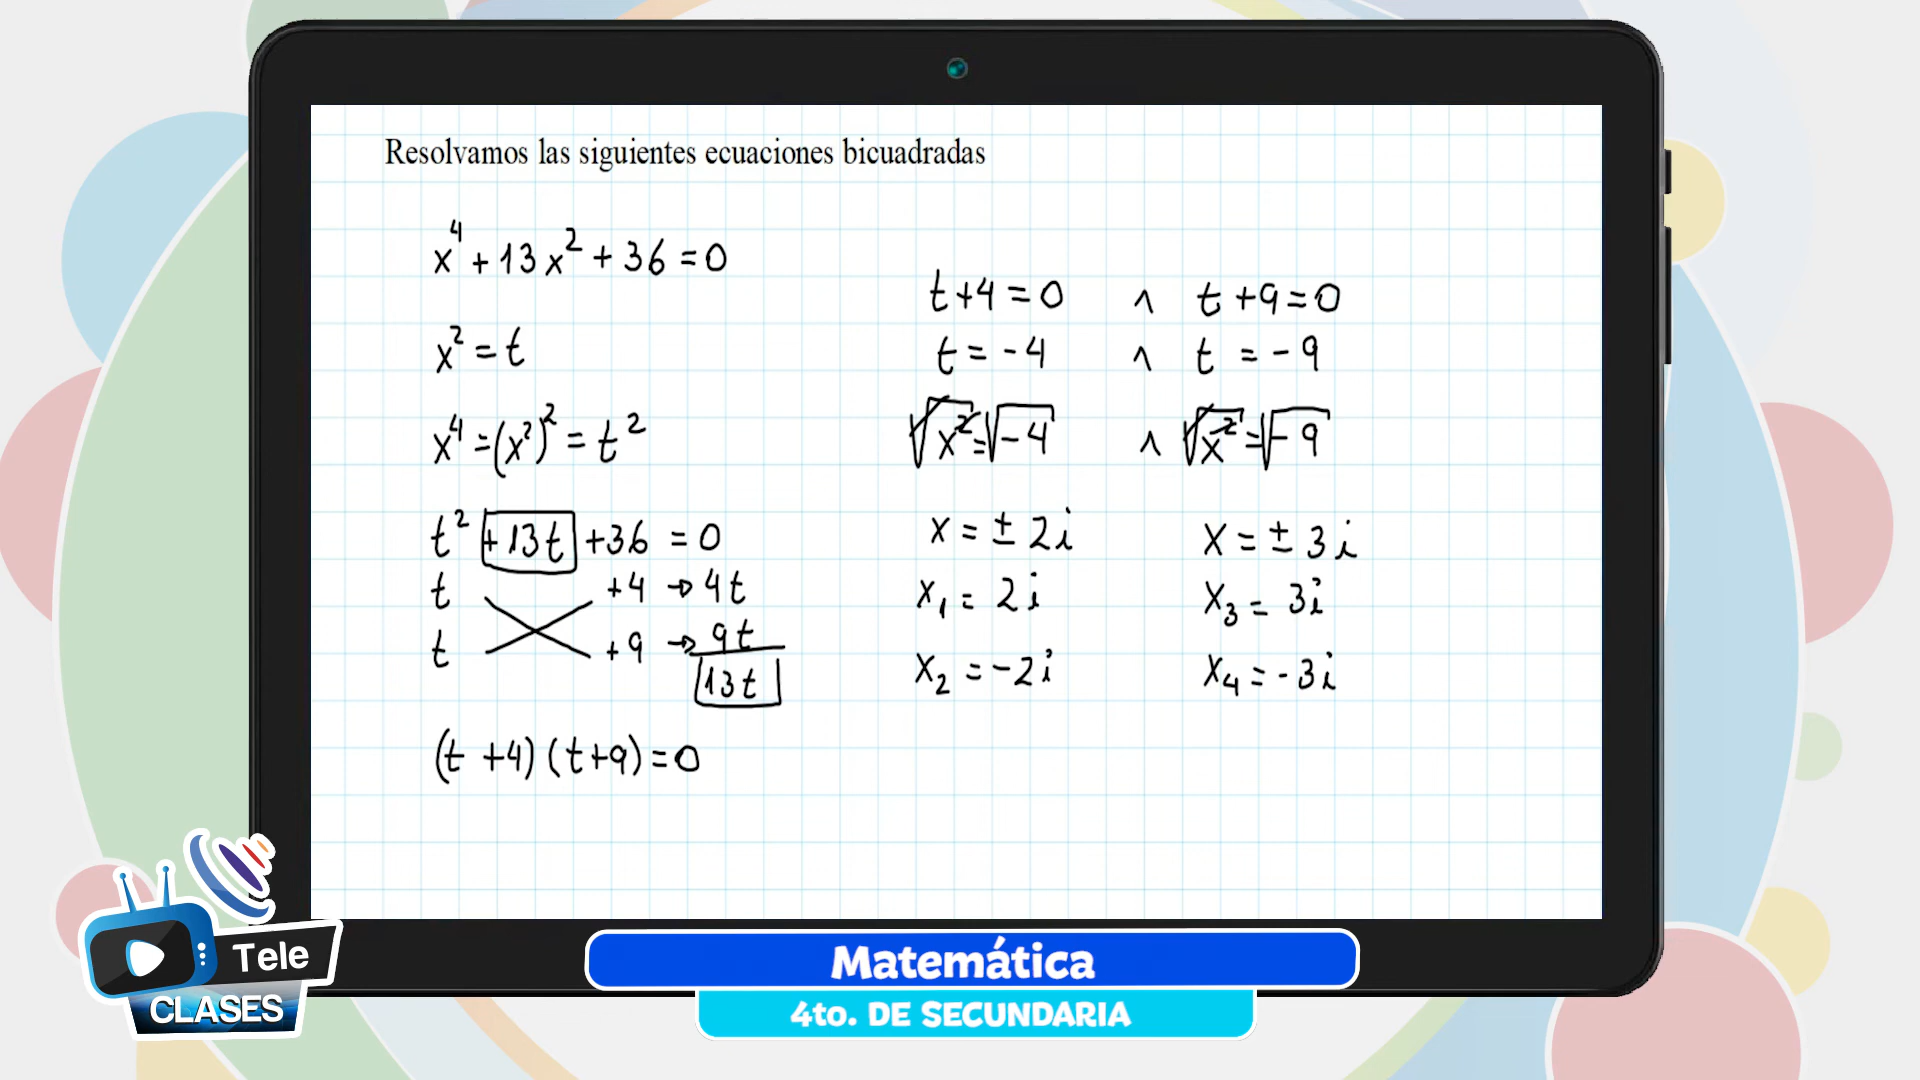 Resolvamos las siguientes ecuaciones bicuadradas
x⁴ + 13x² + 36 = 0
x² = t
x⁴ = (x²)² = t²
t² + 13t + 36 = 0
t +4 → 4t
t +9 → 9t
13t
(t + 4) (t + 9) = 0
t + 4 = 0 ∧ t + 9 = 0
t = -4 ∧ t = -9
√x² = √-4 ∧ √x² = √-9
x = ± 2i x = ± 3i
x₁ = 2i x₃ = 3i
x₂ = -2i x₄ = -3i
Tele
CLASES
Matemática
4to. DE SECUNDARIA